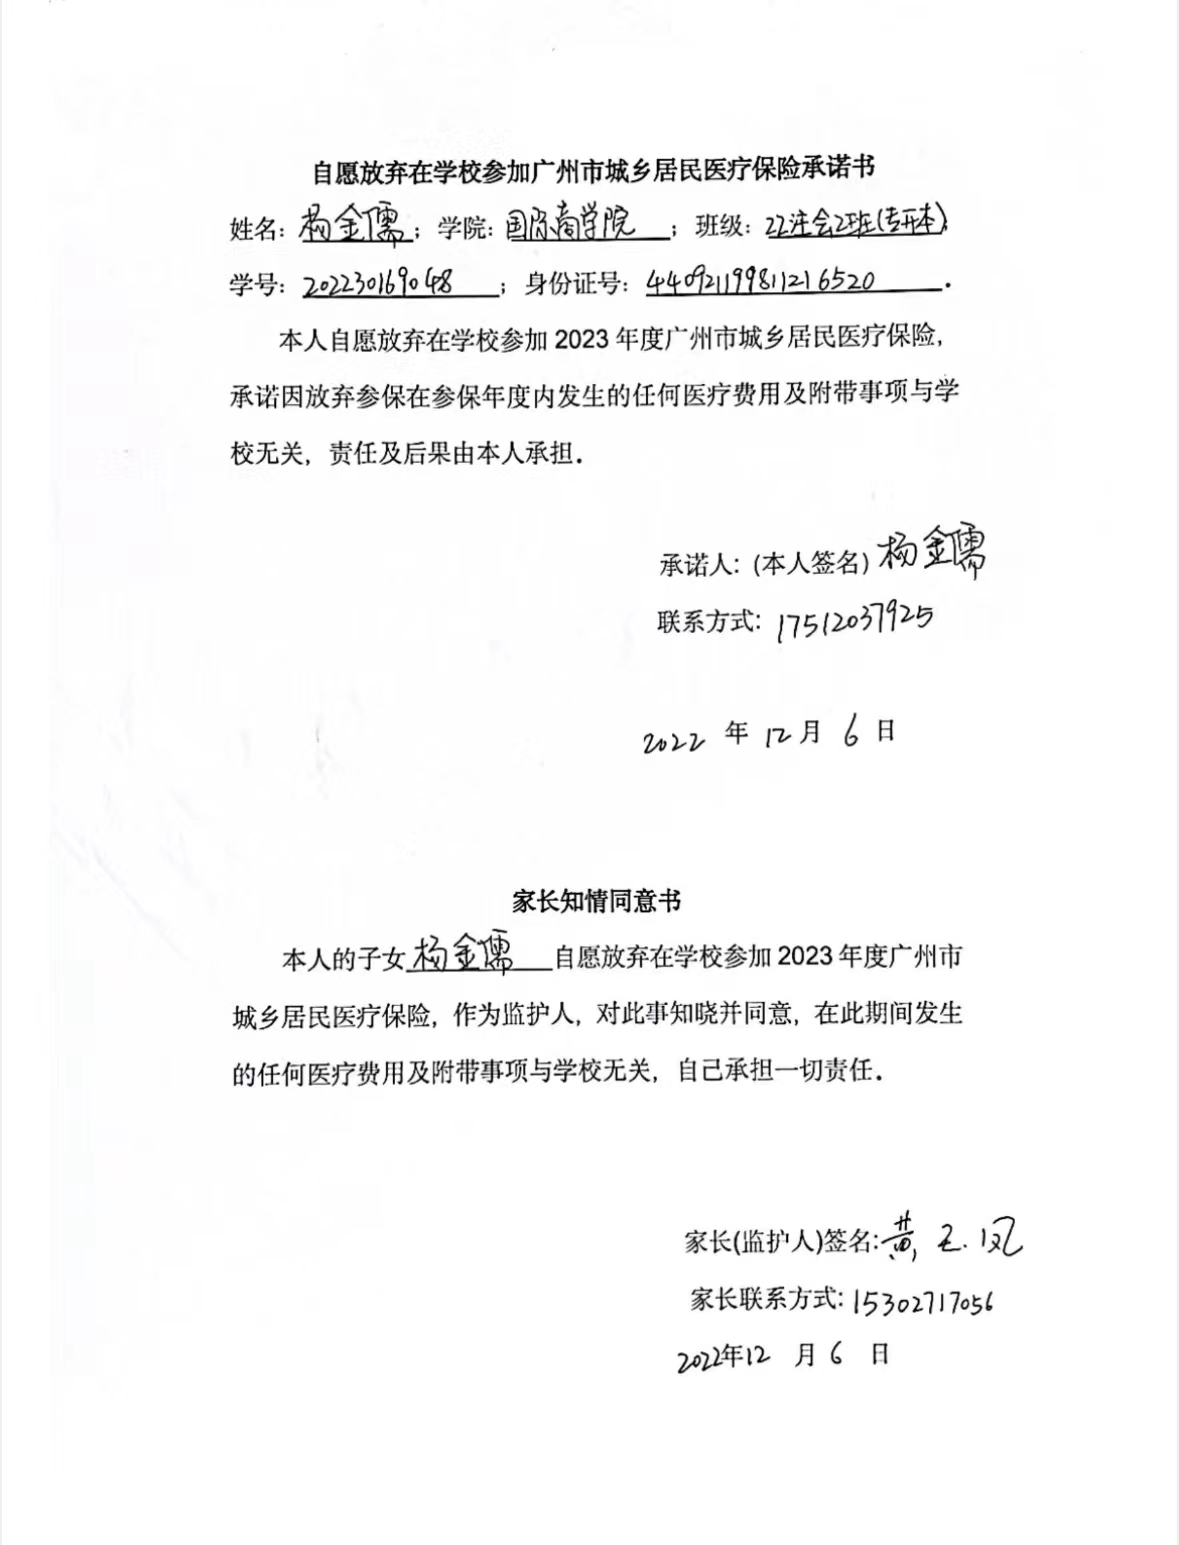 自愿放弃在学校参加广州市城乡居民医疗保险承诺书
姓名：杨金儒；学院：国际商学院；班级：22注会2班(专升本)
学号：202230169048；身份证号：440921199811216520．
本人自愿放弃在学校参加 2023 年度广州市城乡居民医疗保险，
承诺因放弃参保在参保年度内发生的任何医疗费用及附带事项与学
校无关，责任及后果由本人承担．
承诺人：(本人签名) 杨金儒
联系方式：17512037925
2022 年 12 月 6 日
家长知情同意书
本人的子女杨金儒自愿放弃在学校参加 2023 年度广州市
城乡居民医疗保险，作为监护人，对此事知晓并同意，在此期间发生
的任何医疗费用及附带事项与学校无关，自己承担一切责任．
家长(监护人)签名：黄玉凤
家长联系方式：15302717056
2022年12 月 6 日